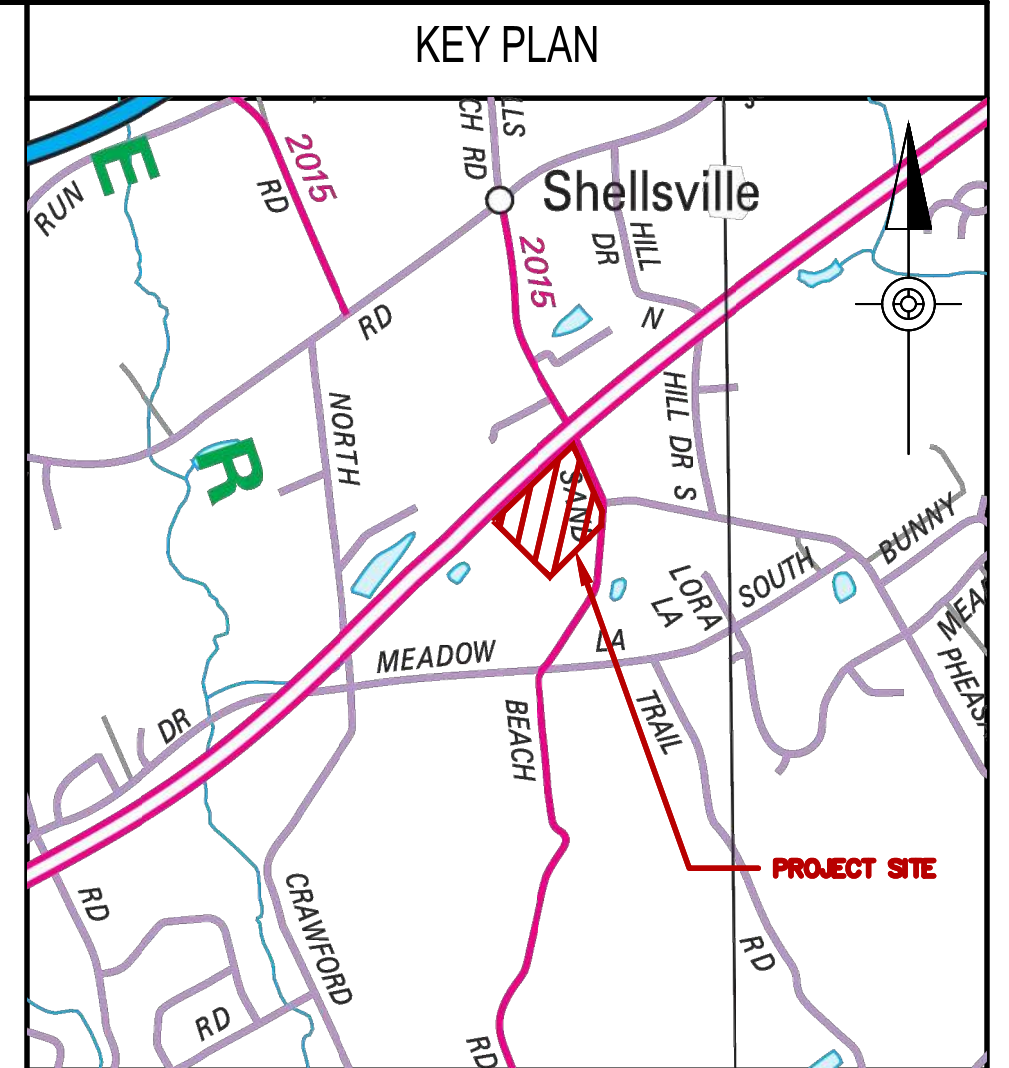 KEY PLAN
LLS
CH RD
2015
RD
RUN
E
Shellsville
2015
HILL
DR
N
RD
NORTH
R
HILL DR S
SAND
BUNNY
SOUTH
LORA
LA
MEADOW
LA
MEA
PHEAS
DR
BEACH
TRAIL
PROJECT SITE
RD
CRAWFORD
RD
RD
RD